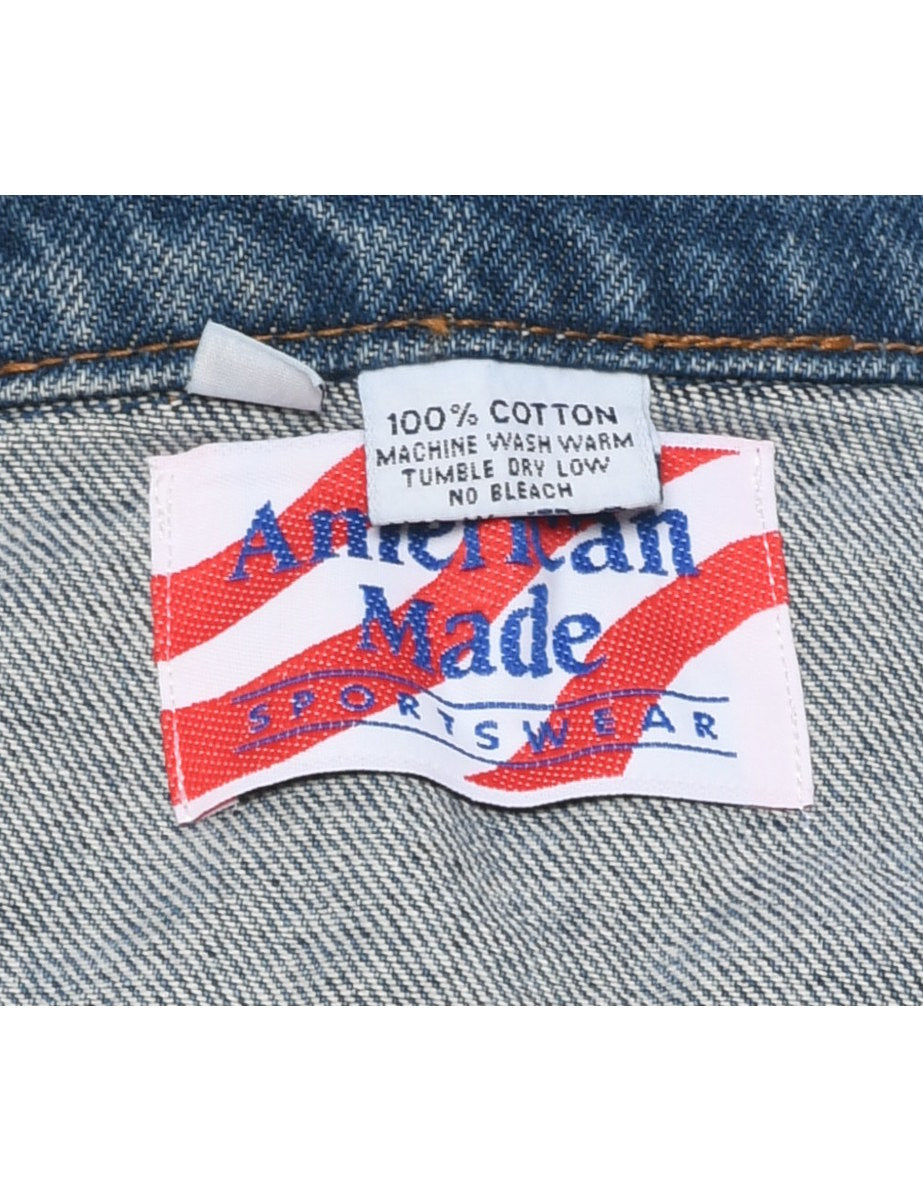 100% COTTON
MACHINE WASH WARM
TUMBLE DRY LOW
NO BLEACH
American
Made
SPORTSWEAR